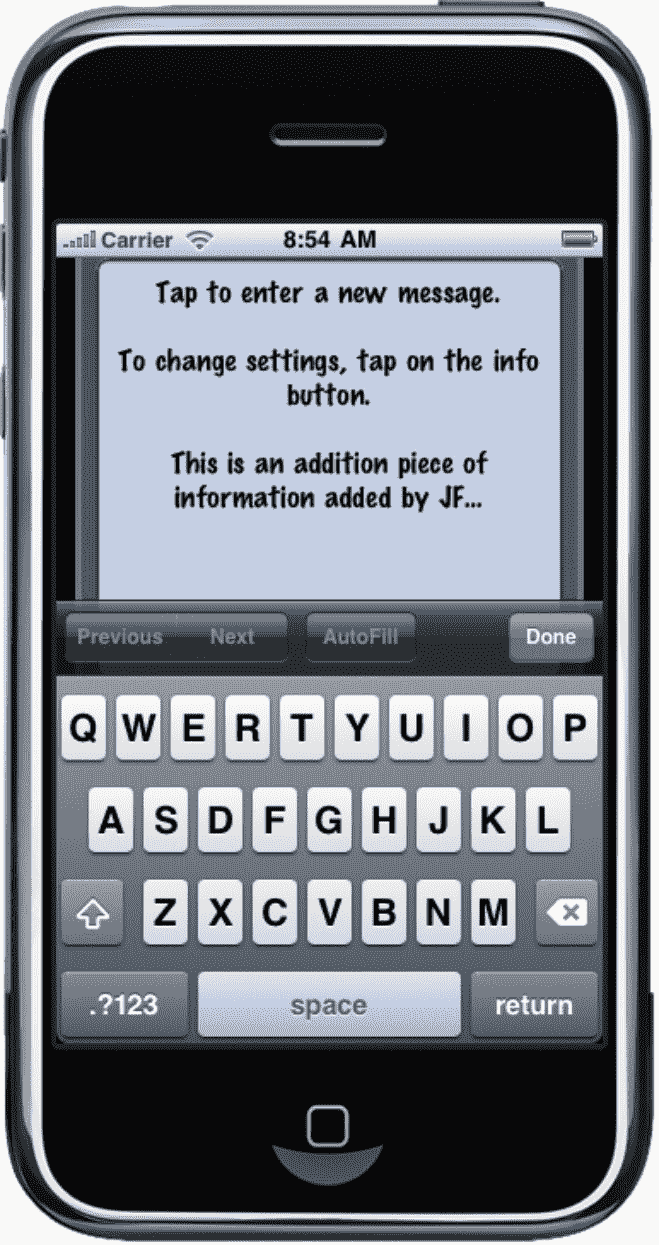 Carrier 8:54 AM
Tap to enter a new message.
To change settings, tap on the info
button.
This is an addition piece of
information added by JF...
Previous Next AutoFill Done
Q W E R T Y U I O P
A S D F G H J K L
Z X C V B N M
.?123 space return